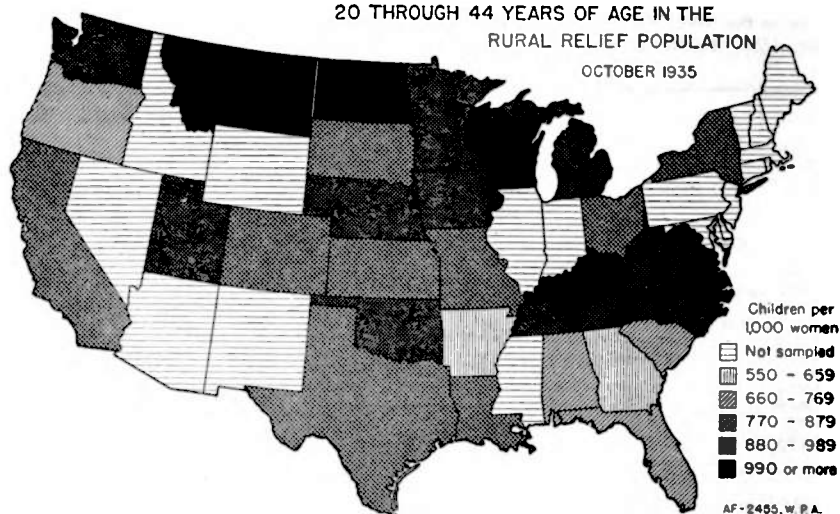 20 THROUGH 44 YEARS OF AGE IN THE
RURAL RELIEF POPULATION
OCTOBER 1935
Children per
1,000 women
Not sampled
550 - 659
660 - 769
770 - 879
880 - 989
990 or more
AF-2455, W.P.A.